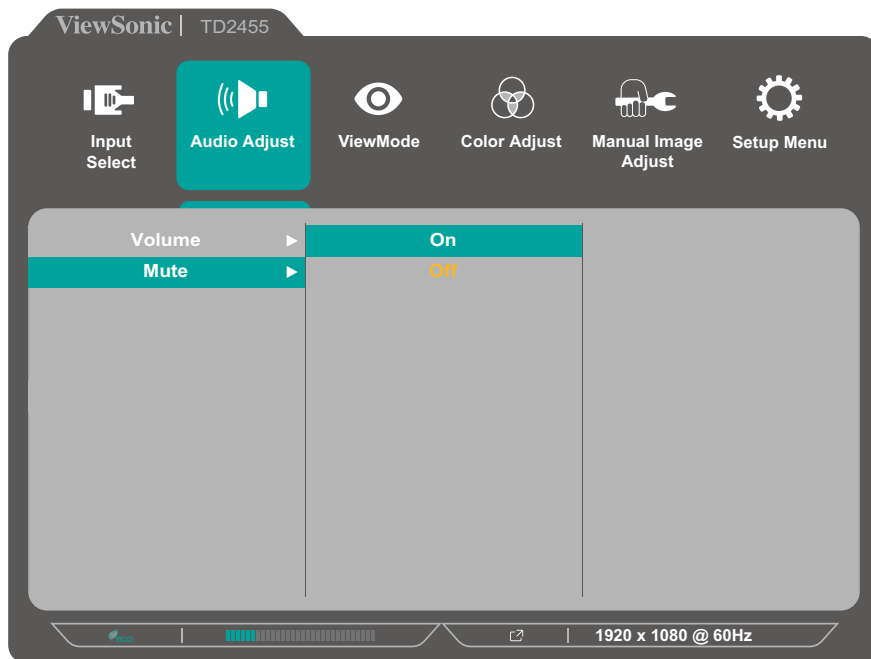 ViewSonic | TD2455
Input Select
Audio Adjust
ViewMode
Color Adjust
Manual Image Adjust
Setup Menu
Volume
On
Mute
Off
eco
1920 x 1080 @ 60Hz